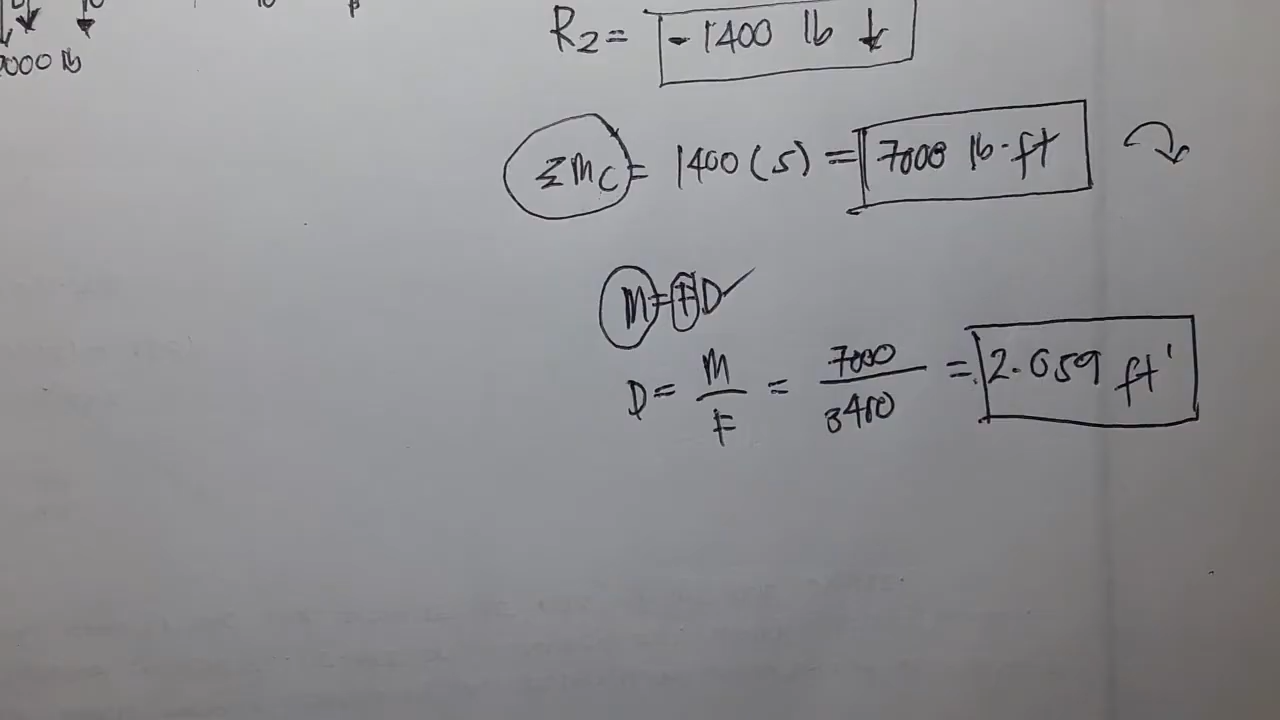 R2 = -1400 lb ↓
000 lb
ΣMC = 1400 (5) = 7000 lb·ft ↷
M = FD ✓
D = M/F = 7000/3400 = 2.059 ft'